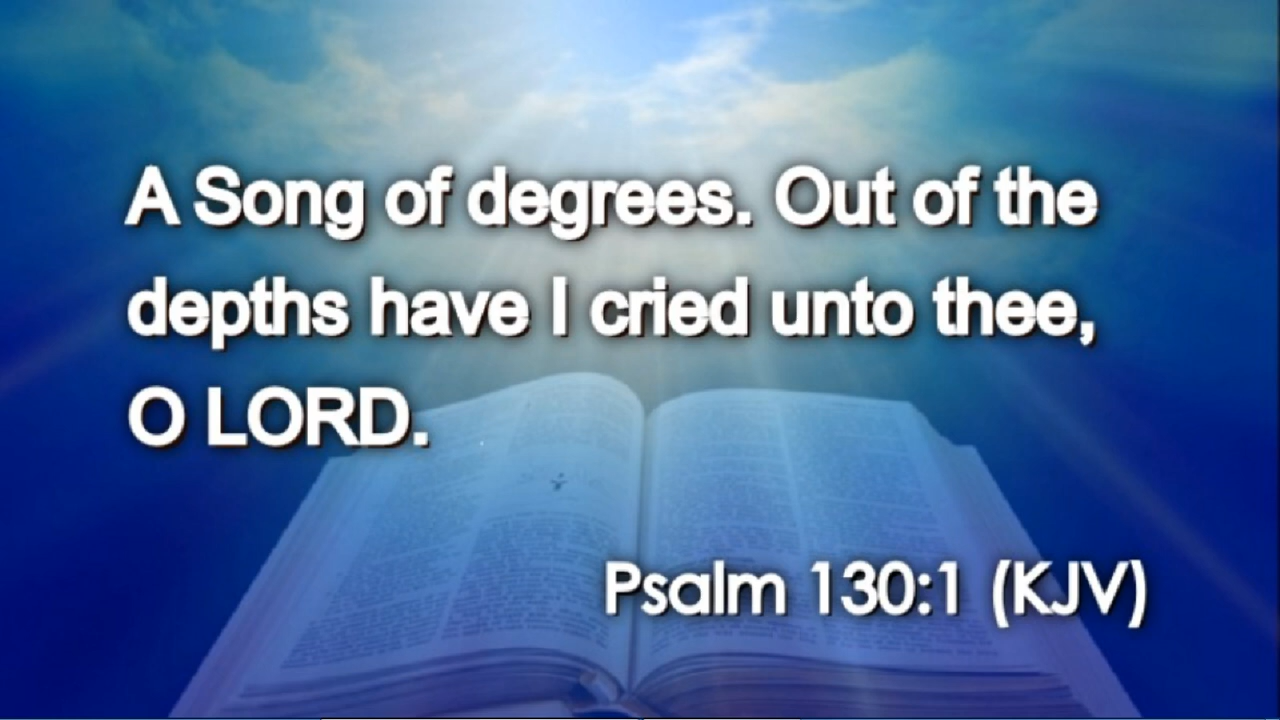 A Song of degrees. Out of the
depths have I cried unto thee,
O LORD.
Psalm 130:1 (KJV)